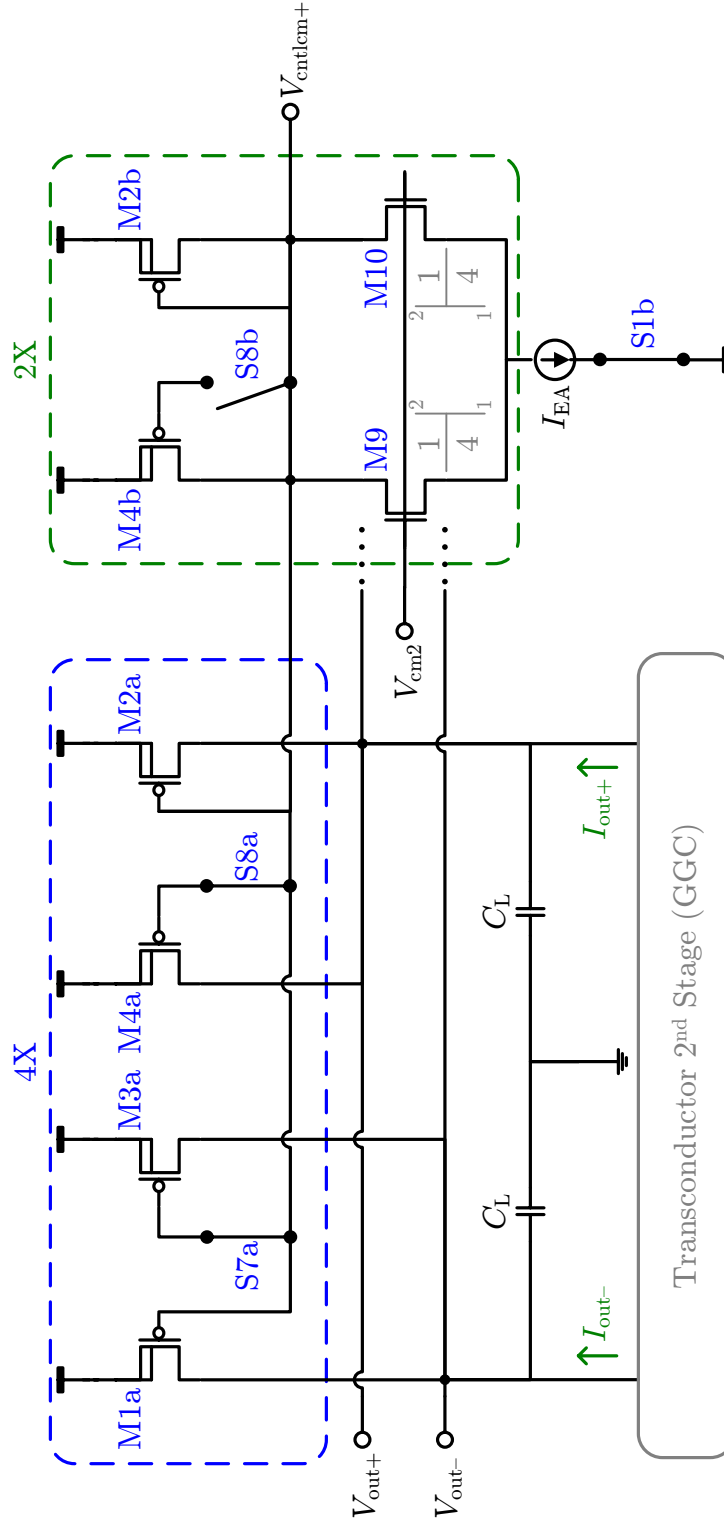 4X
2X
M1a
M3a
M4a
M2a
M4b
M2b
S7a
S8a
S8b
V_cntlcm+
V_out+
V_out–
V_cm2
M9
1
4
2
1
M10
1
4
2
1
C_L
C_L
I_EA
S1b
I_out–
I_out+
Transconductor 2nd Stage (GGC)